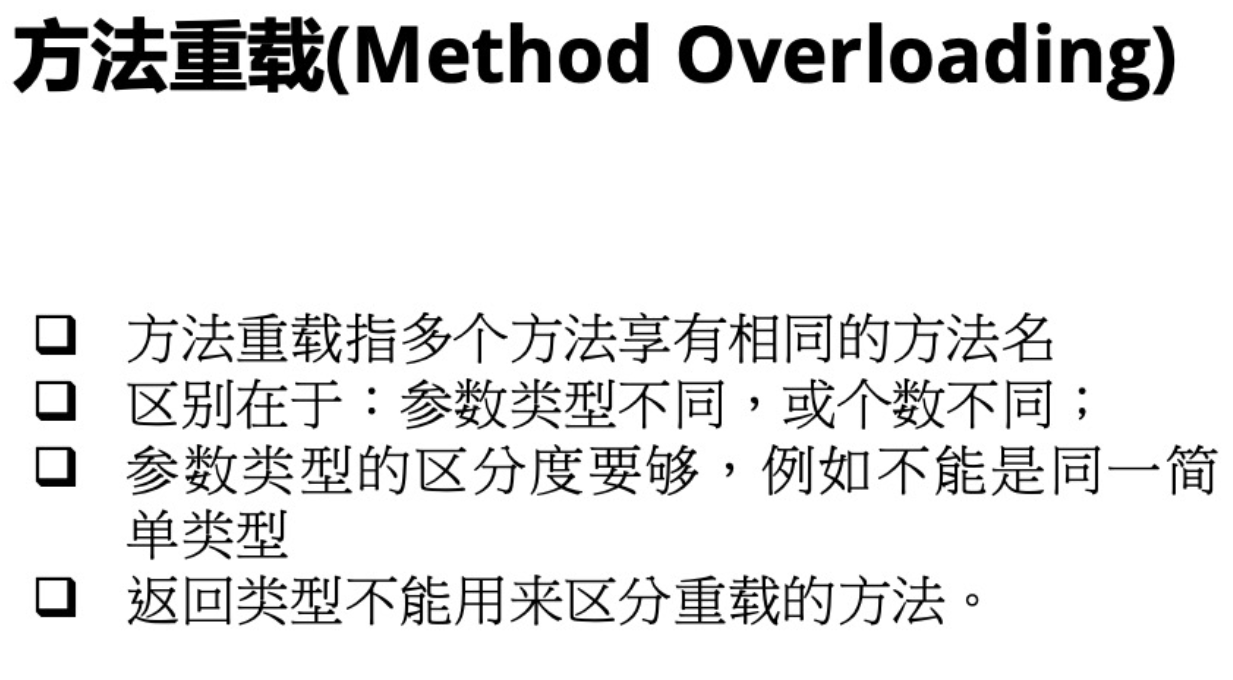 方法重载(Method Overloading)
❑ 方法重载指多个方法享有相同的方法名
❑ 区别在于：参数类型不同，或个数不同；
❑ 参数类型的区分度要够，例如不能是同一简
单类型
❑ 返回类型不能用来区分重载的方法。